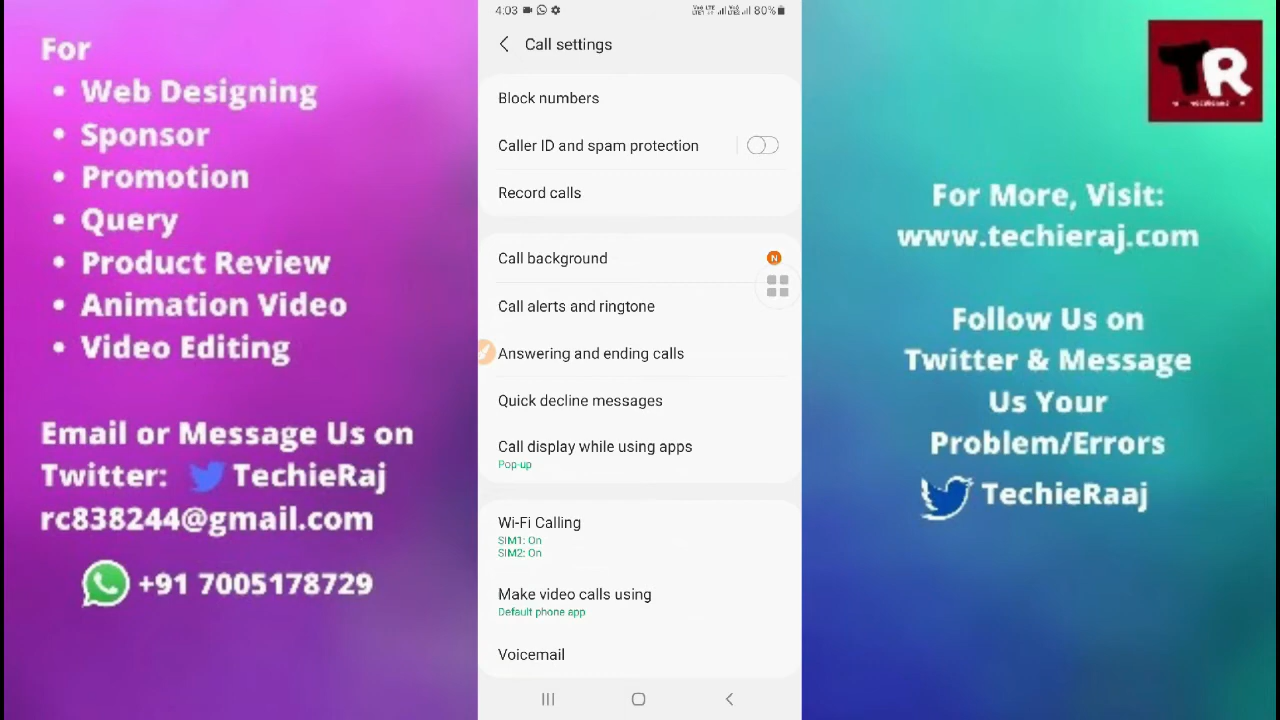 For
• Web Designing
• Sponsor
• Promotion
• Query
• Product Review
• Animation Video
• Video Editing
Email or Message Us on
Twitter: TechieRaj
rc838244@gmail.com
+91 7005178729
4:03
80%
Call settings
Block numbers
Caller ID and spam protection
Record calls
Call background
N
Call alerts and ringtone
Answering and ending calls
Quick decline messages
Call display while using apps
Pop-up
Wi-Fi Calling
SIM1: On
SIM2: On
Make video calls using
Default phone app
Voicemail
TR
For More, Visit:
www.techieraj.com
Follow Us on
Twitter & Message
Us Your
Problem/Errors
TechieRaaj